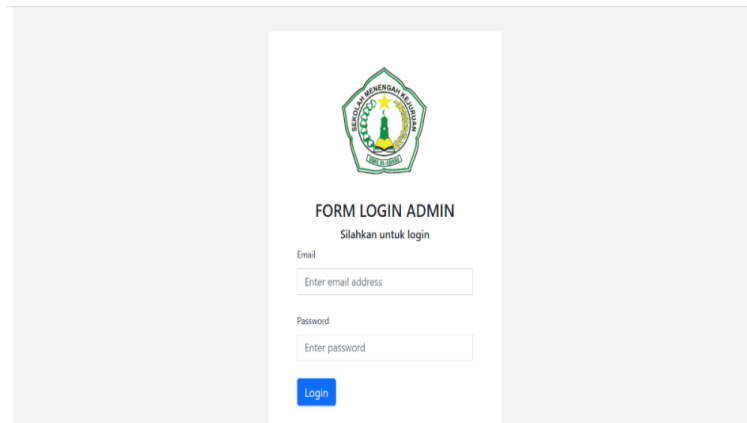 SEKOLAH MENENGAH KEJURUAN
FORM LOGIN ADMIN
Silahkan untuk login
Email
Enter email address
Password
Enter password
Login